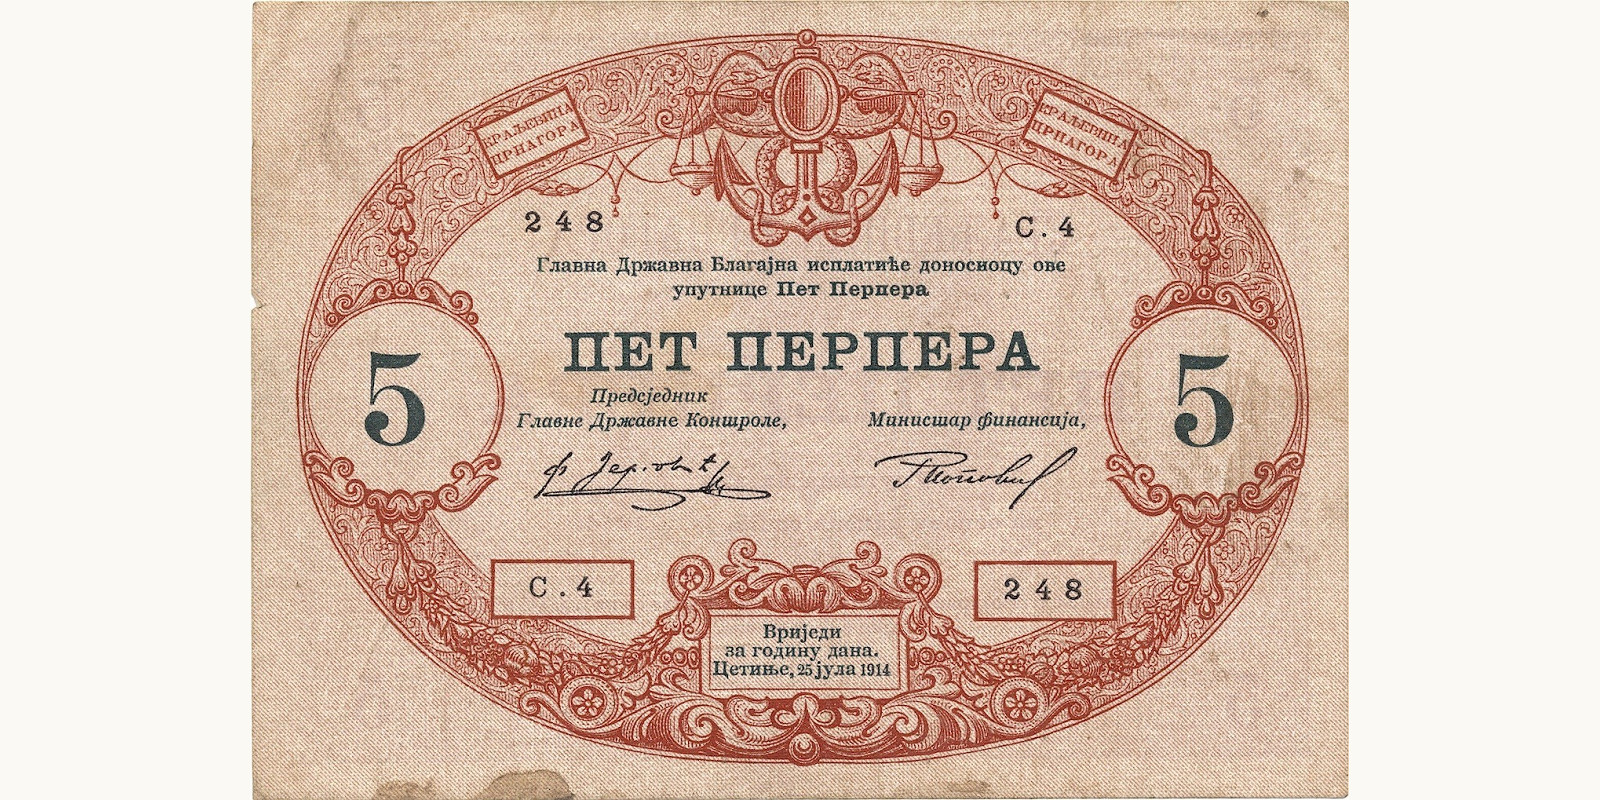 КРАЉЕВИНА
ЦРНАГОРА
КРАЉЕВИНА
ЦРНАГОРА
248
С.4
Главна Државна Благајна исплатиће доносиоцу ове
упутнице Пет Перпера
ПЕТ ПЕРПЕРА
5
5
Предсједник
Главне Државне Контроле,
Министар финансија,
С.4
248
Вриједи
за годину дана.
Цетиње, 25 јула 1914